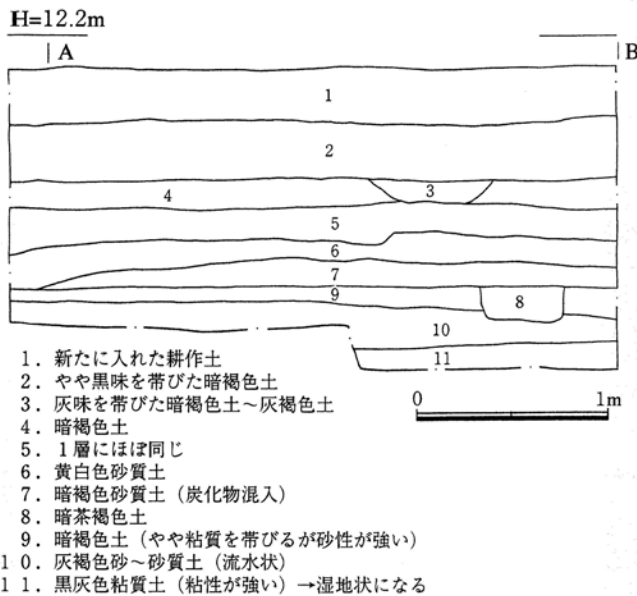 H=12.2m
A
B
1
2
3
4
5
6
7
8
9
10
11
0
1m
1．新たに入れた耕作土
2．やや黒味を帯びた暗褐色土
3．灰味を帯びた暗褐色土～灰褐色土
4．暗褐色土
5．1層にほぼ同じ
6．黄白色砂質土
7．暗褐色砂質土（炭化物混入）
8．暗茶褐色土
9．暗褐色土（やや粘質を帯びるが砂性が強い）
10．灰褐色砂～砂質土（流水状）
11．黒灰色粘質土（粘性が強い）→湿地状になる